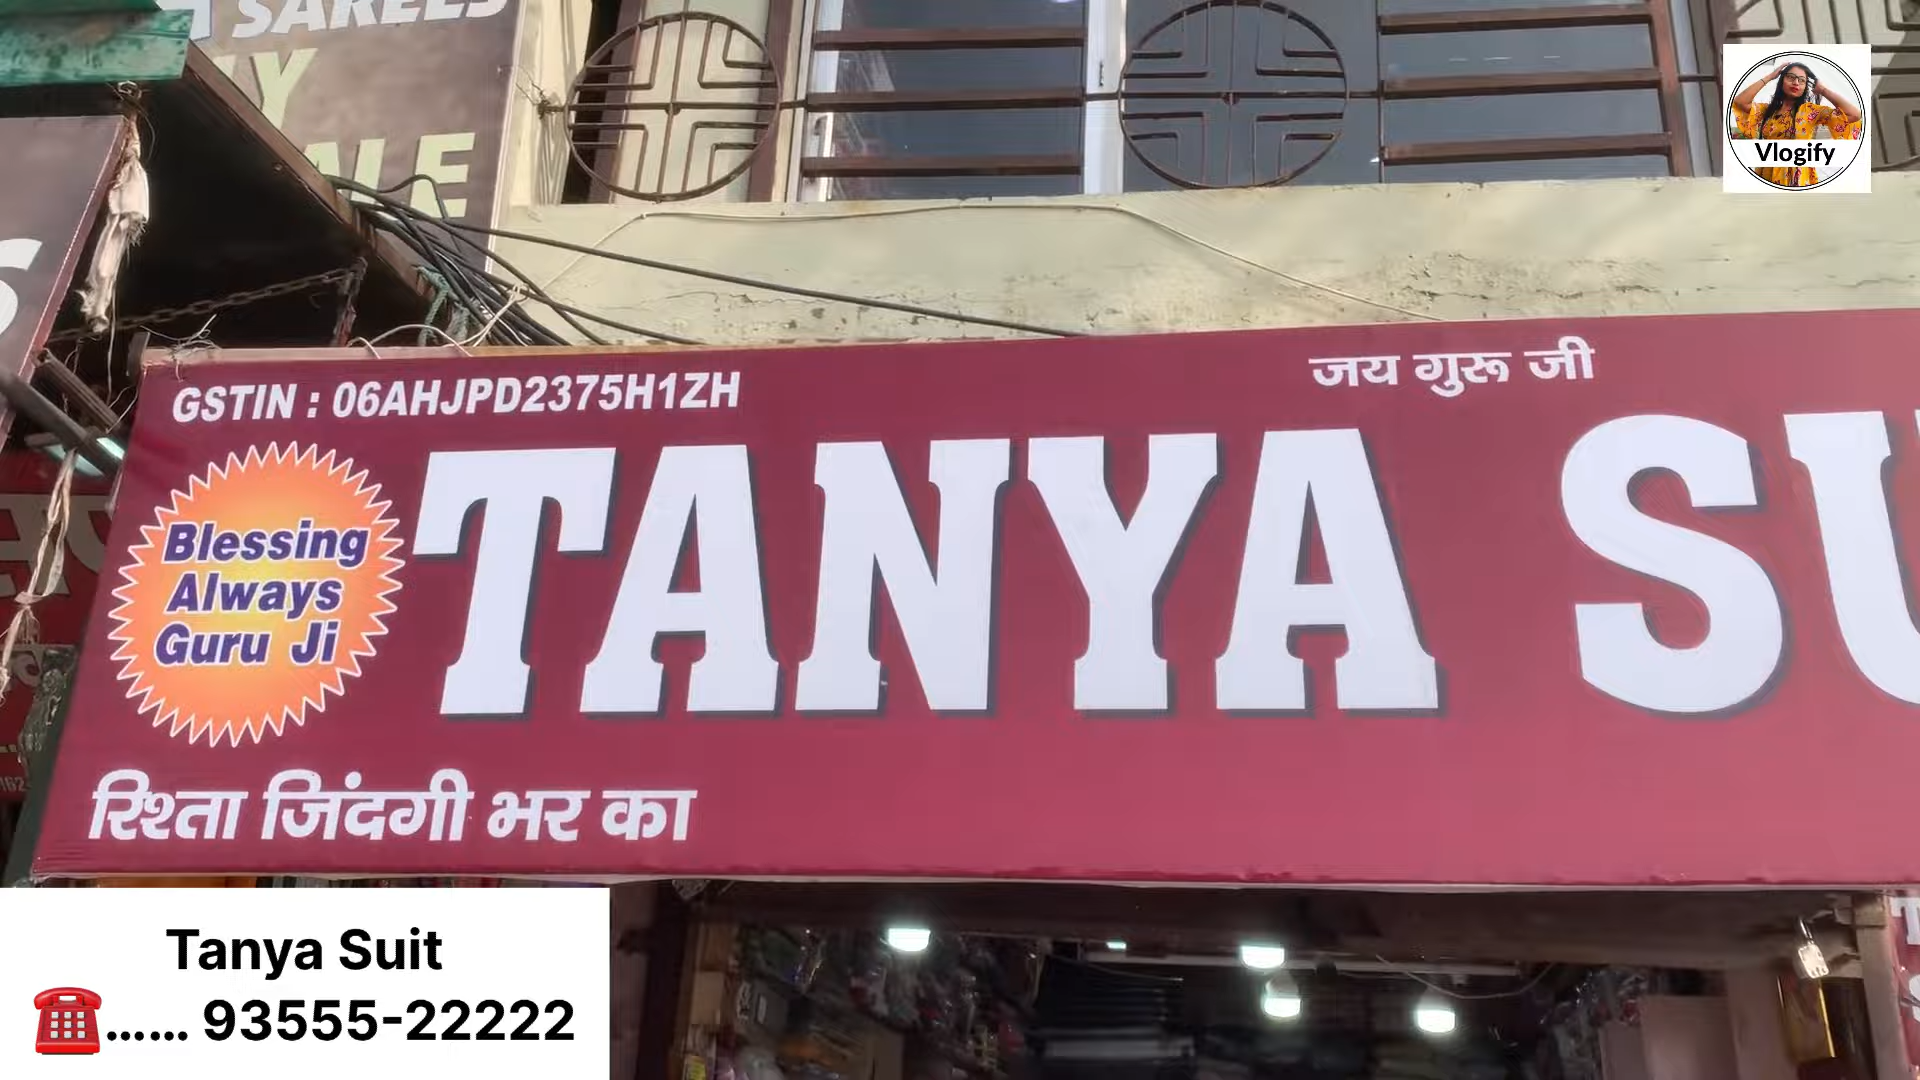 SAREES
Vlogify
जय गुरू जी
GSTIN : 06AHJPD2375H1ZH
TANYA SU
Blessing
Always
Guru Ji
रिश्ता जिंदगी भर का
Tanya Suit
☎️...... 93555-22222